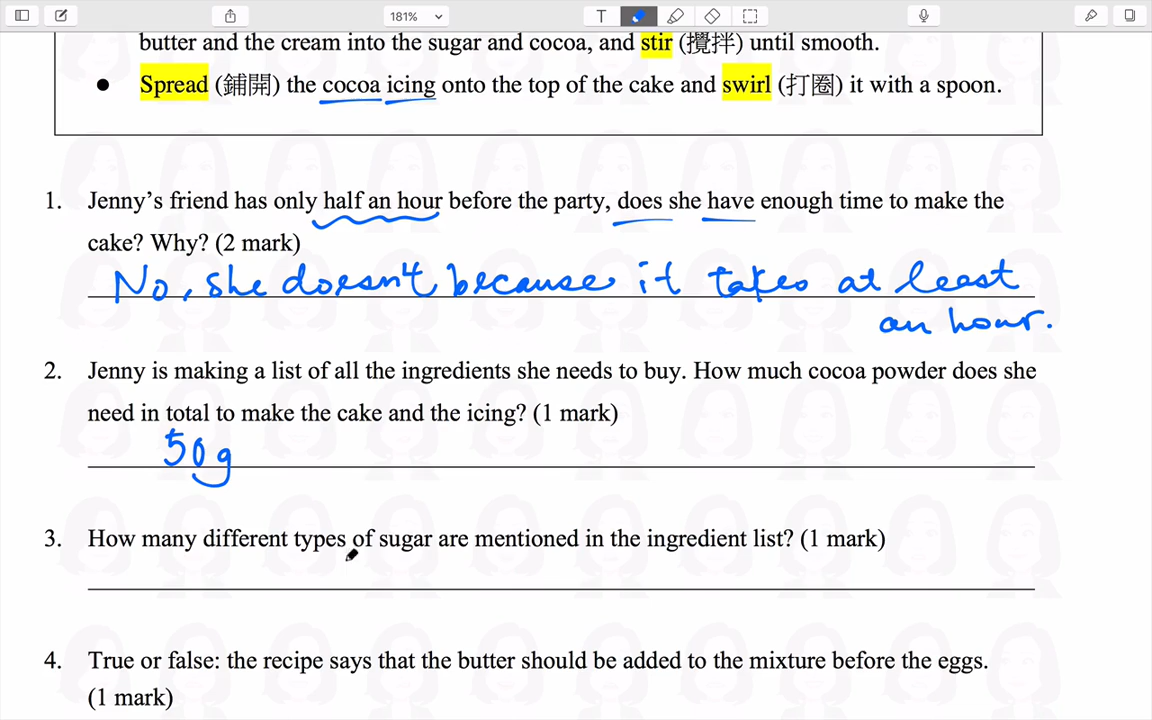 181%
T
butter and the cream into the sugar and cocoa, and stir (攪拌) until smooth.
● Spread (鋪開) the cocoa icing onto the top of the cake and swirl (打圈) it with a spoon.
1. Jenny’s friend has only half an hour before the party, does she have enough time to make the
cake? Why? (2 mark)
No, she doesn't because it takes at least
an hour.
2. Jenny is making a list of all the ingredients she needs to buy. How much cocoa powder does she
need in total to make the cake and the icing? (1 mark)
50g
3. How many different types of sugar are mentioned in the ingredient list? (1 mark)
4. True or false: the recipe says that the butter should be added to the mixture before the eggs.
(1 mark)